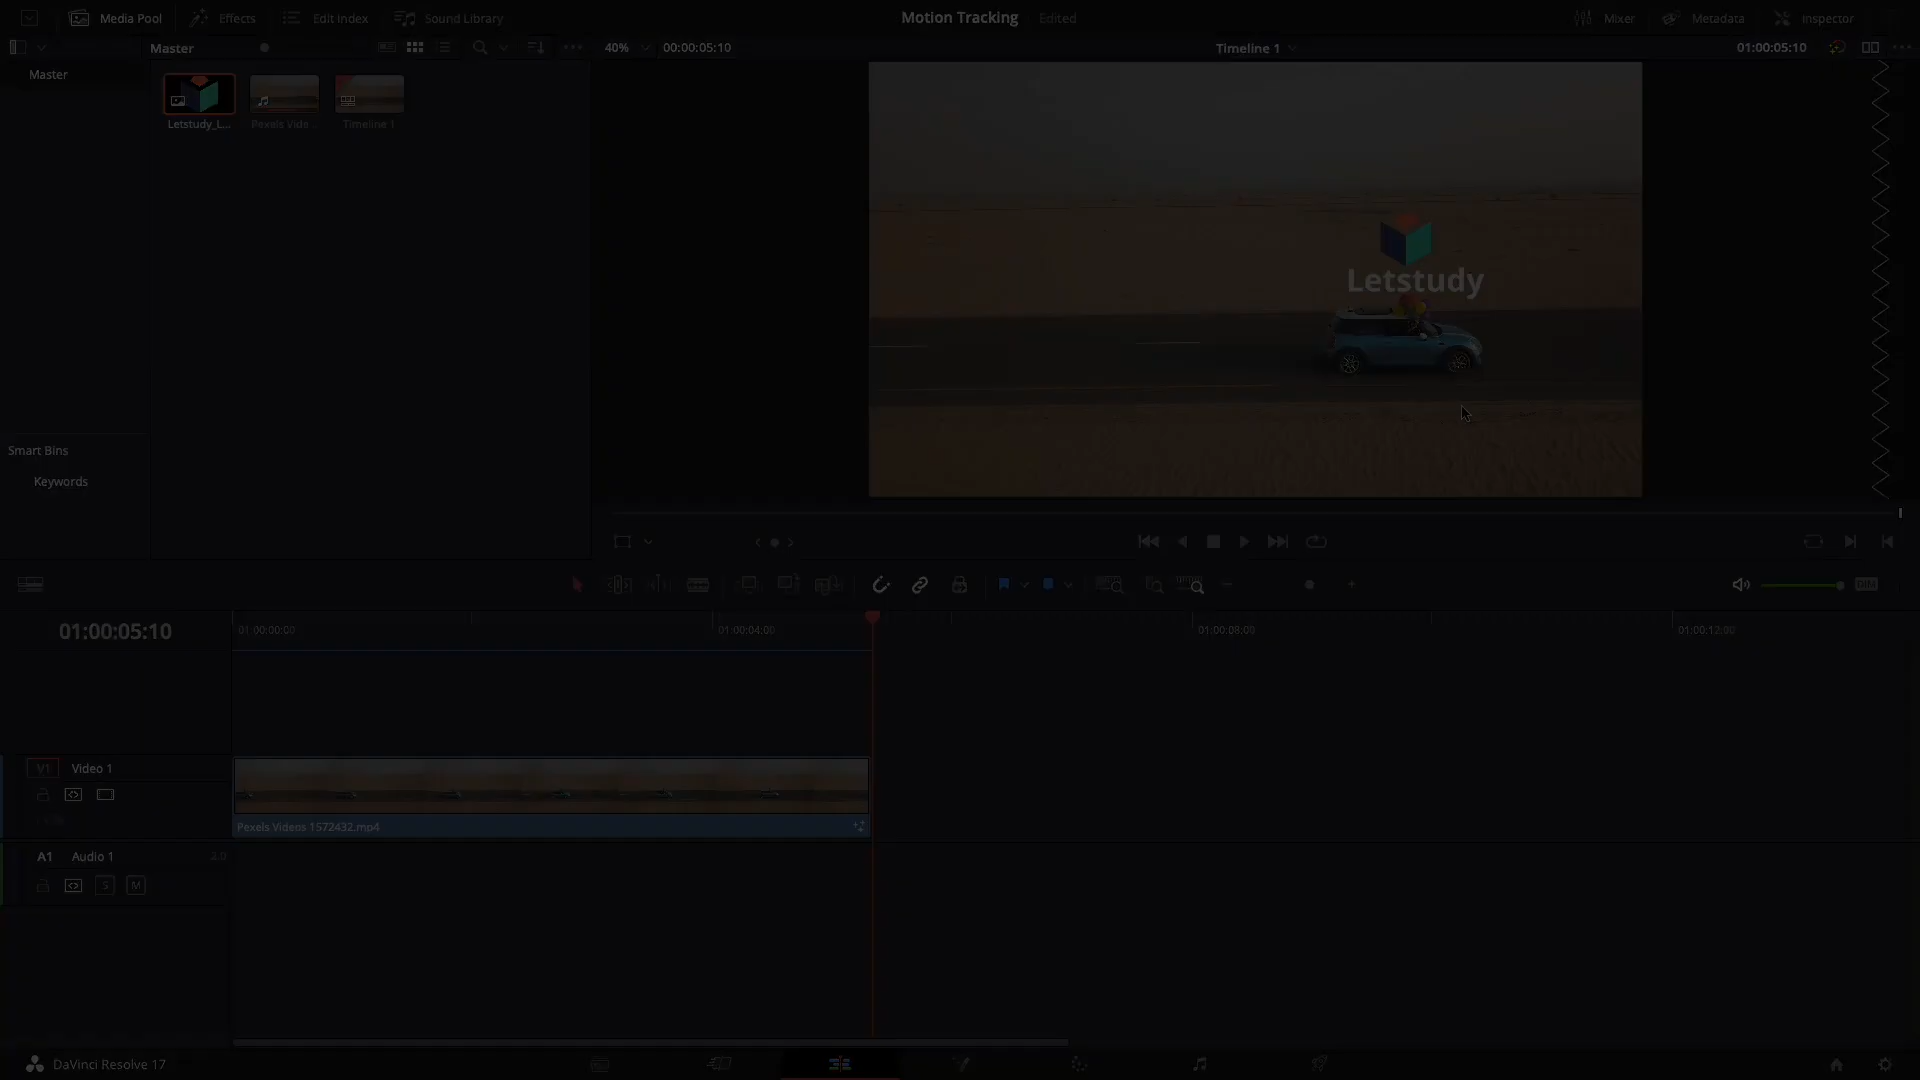 Media Pool
Effects
Edit Index
Sound Library
Motion Tracking
Edited
Mixer
Metadata
Inspector
Master
40%
00:00:05:10
Timeline 1
01:00:05:10
Master
Letstudy_L...
Pexels Vide...
Timeline 1
Letstudy
Smart Bins
Keywords
01:00:05:10
01:00:00:00
01:00:04:00
01:00:08:00
01:00:12:00
V1
Video 1
Pexels Videos 1572432.mp4
A1
Audio 1
2.0
S
M
DaVinci Resolve 17